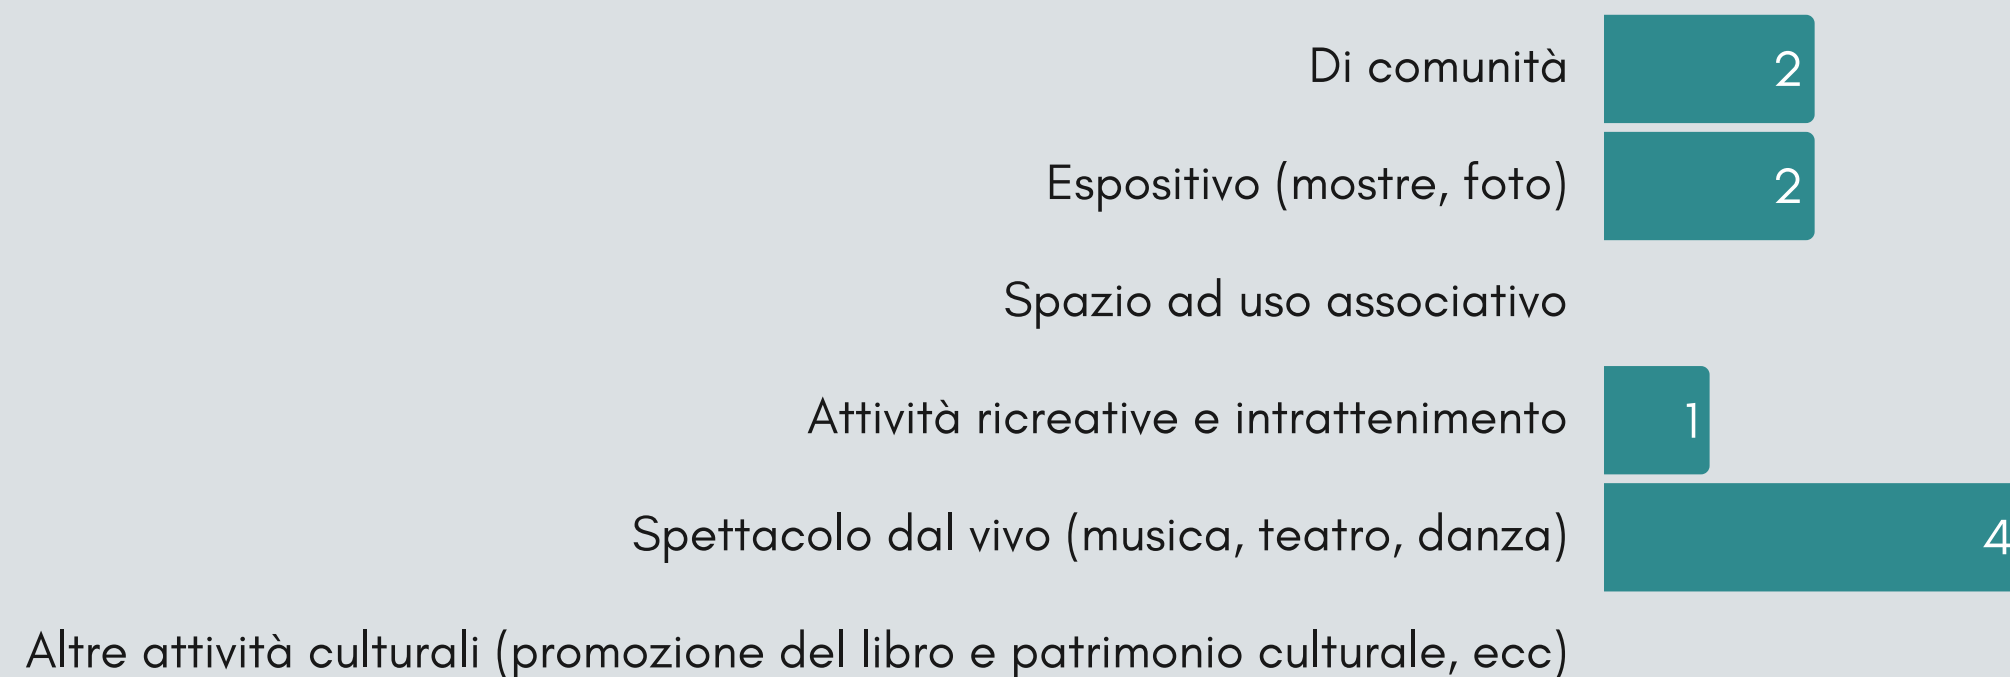 Di comunità 2
Espositivo (mostre, foto) 2
Spazio ad uso associativo
Attività ricreative e intrattenimento 1
Spettacolo dal vivo (musica, teatro, danza) 4
Altre attività culturali (promozione del libro e patrimonio culturale, ecc)